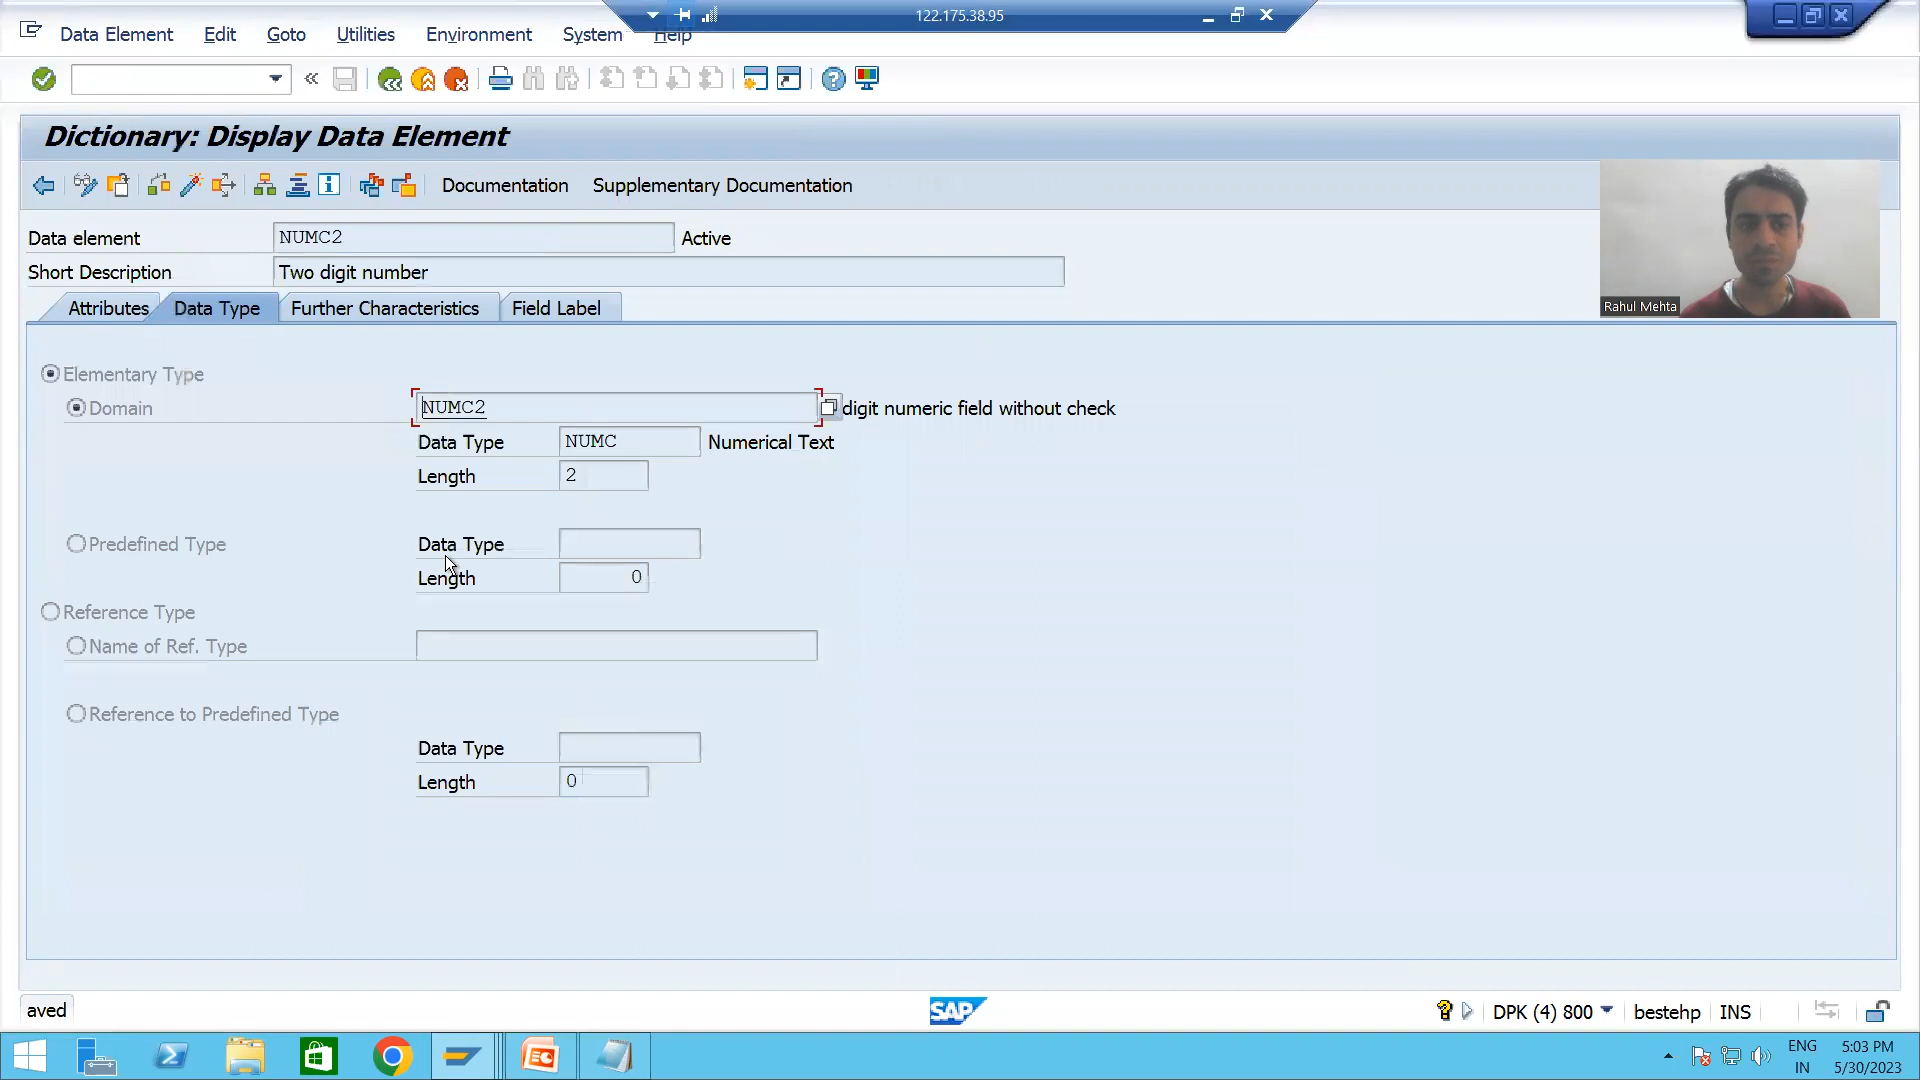 122.175.38.95
Data Element Edit Goto Utilities Environment System Help
Dictionary: Display Data Element
Documentation Supplementary Documentation
Data element NUMC2 Active
Short Description Two digit number
Attributes Data Type Further Characteristics Field Label
Rahul Mehta
Elementary Type
Domain NUMC2 digit numeric field without check
Data Type NUMC Numerical Text
Length 2
Predefined Type Data Type
Length 0
Reference Type
Name of Ref. Type
Reference to Predefined Type
Data Type
Length 0
aved SAP DPK (4) 800 bestehp INS
ENG 5:03 PM
IN 5/30/2023